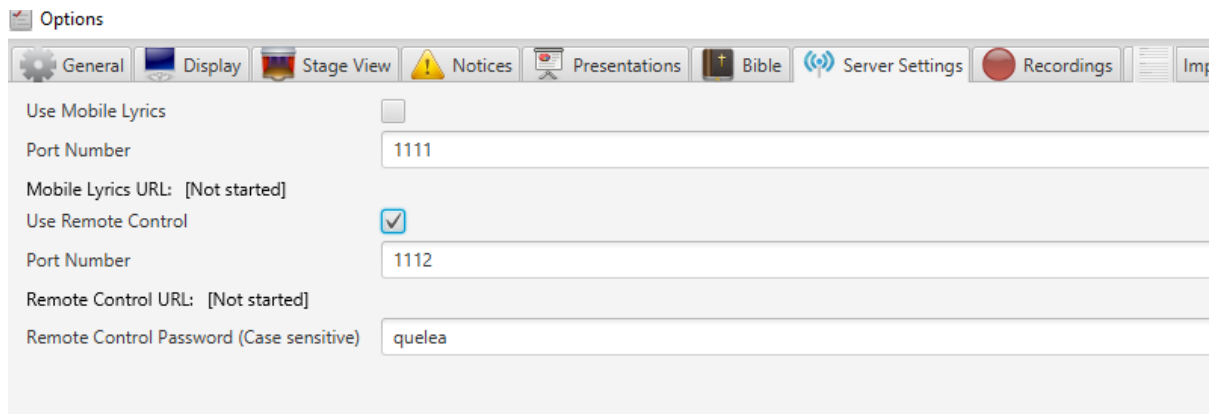 Options
General Display Stage View Notices Presentations Bible Server Settings Recordings
Use Mobile Lyrics
Port Number 1111
Mobile Lyrics URL: [Not started]
Use Remote Control
Port Number 1112
Remote Control URL: [Not started]
Remote Control Password (Case sensitive) quelea